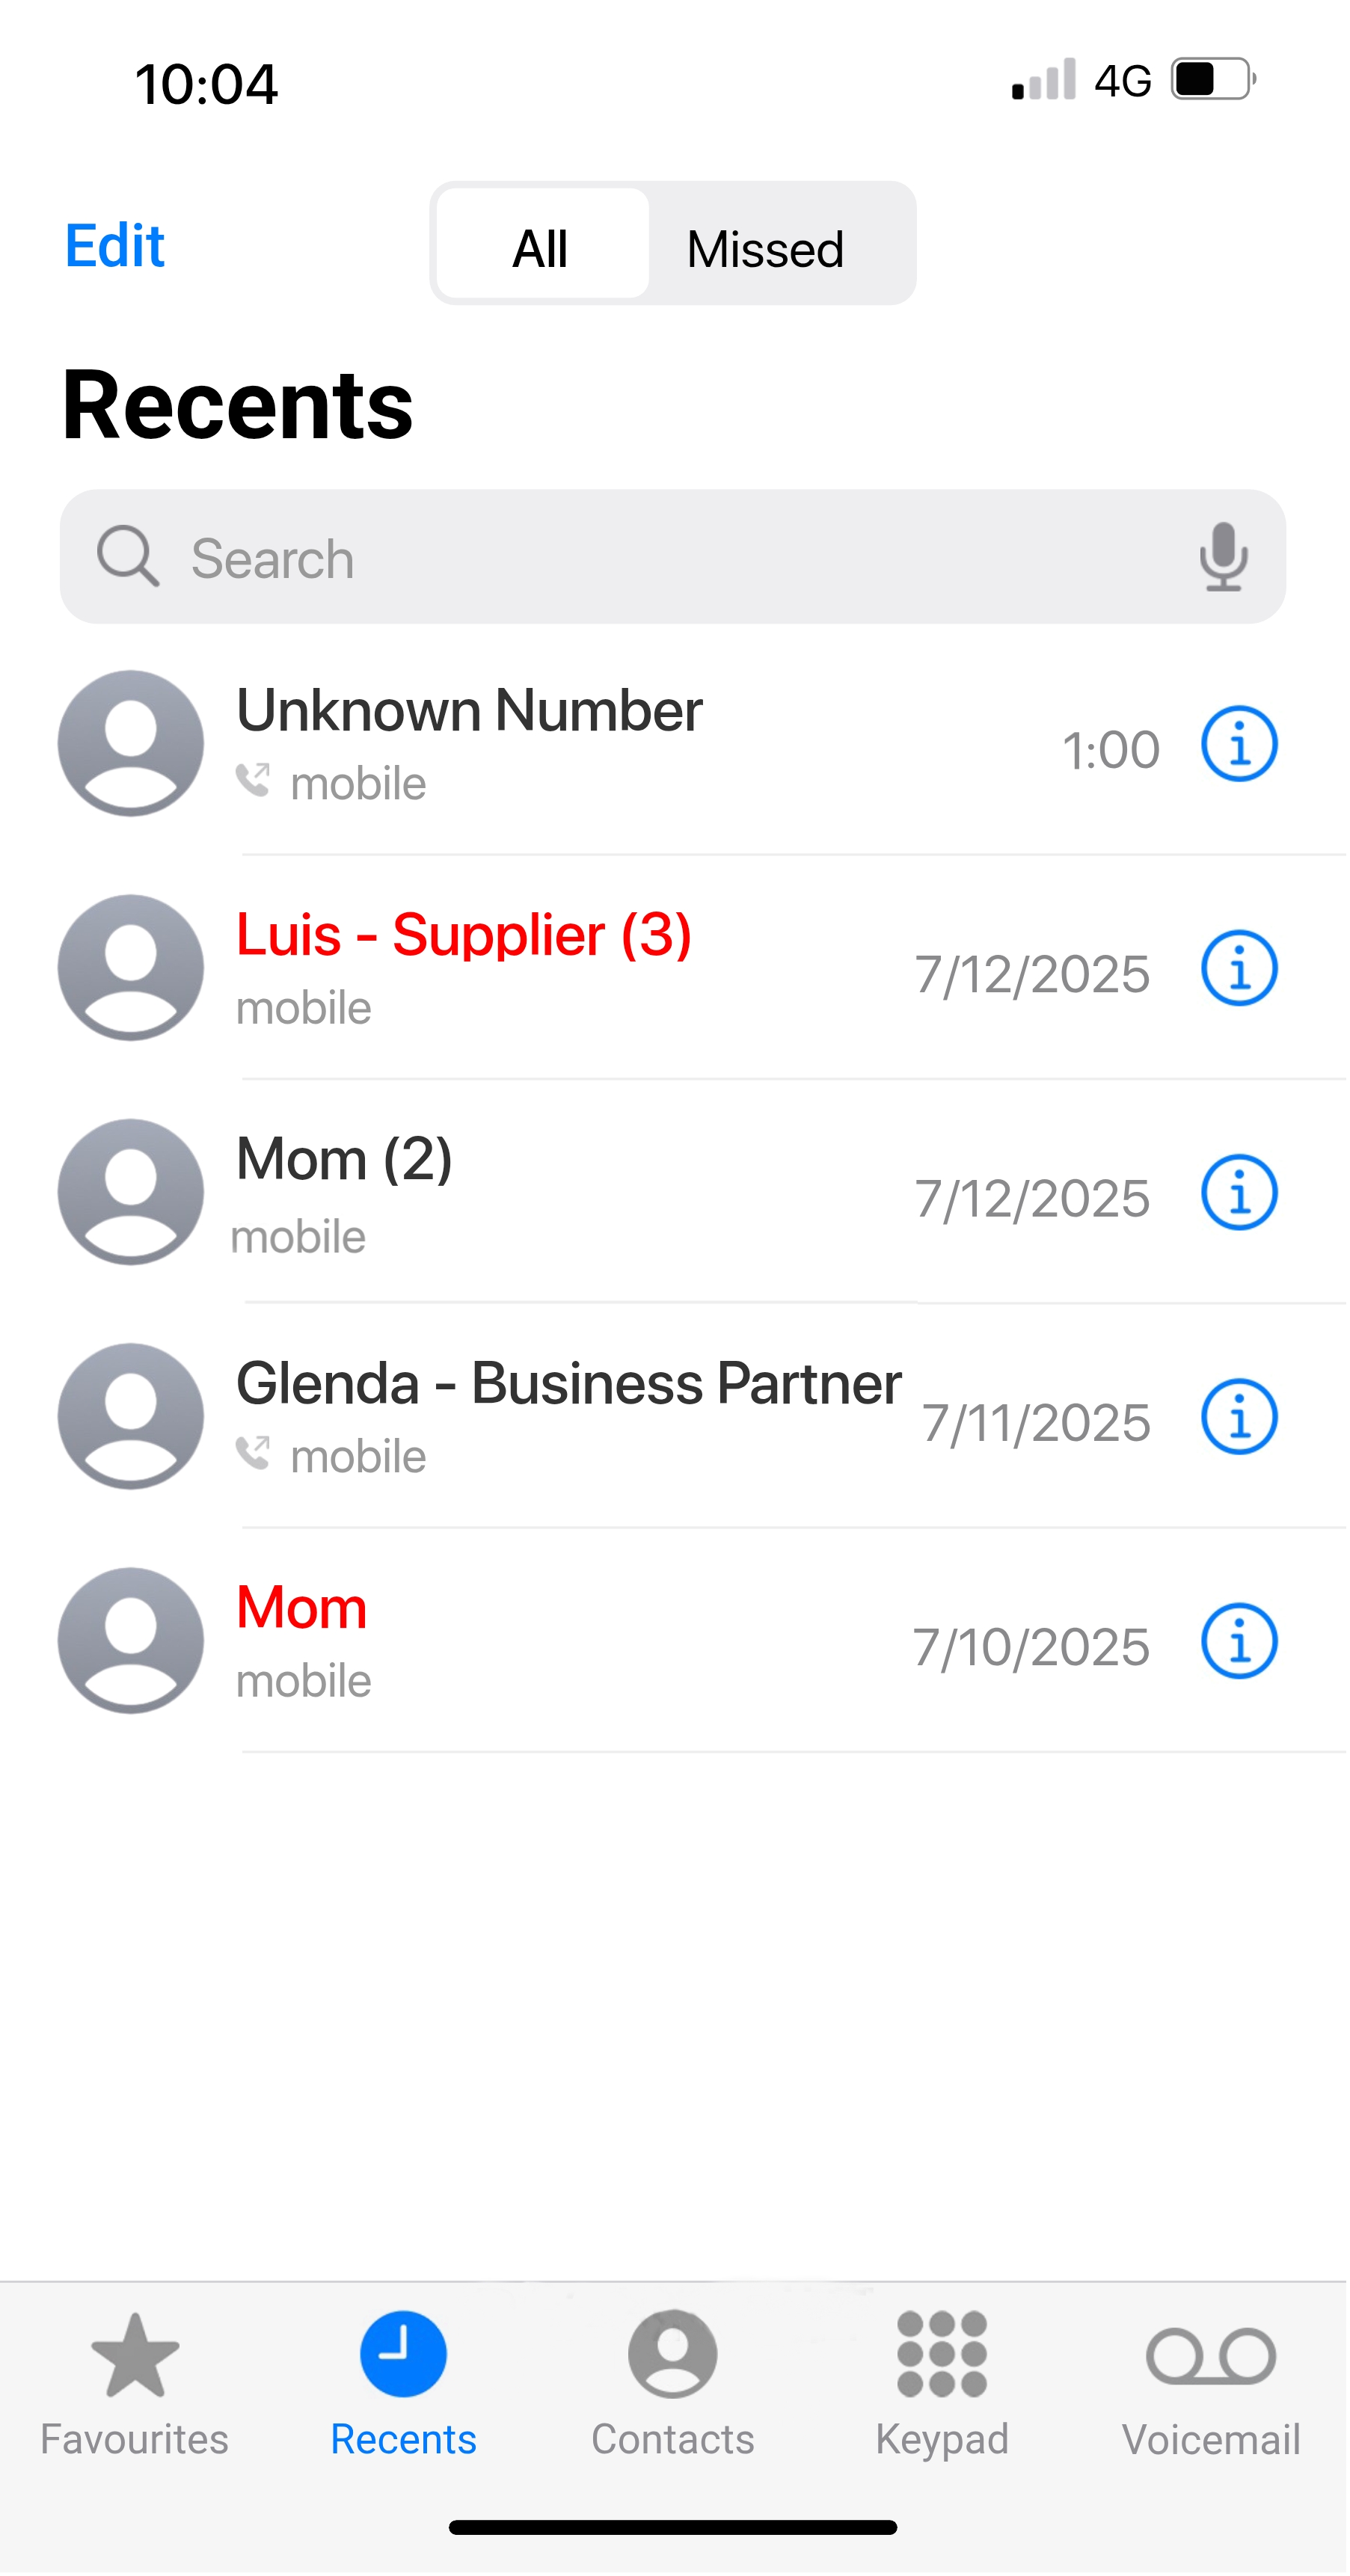 10:04
4G
Edit
All
Missed
Recents
Search
Unknown Number
mobile
1:00
Luis - Supplier (3)
mobile
7/12/2025
Mom (2)
mobile
7/12/2025
Glenda - Business Partner
mobile
7/11/2025
Mom
mobile
7/10/2025
Favourites
Recents
Contacts
Keypad
Voicemail